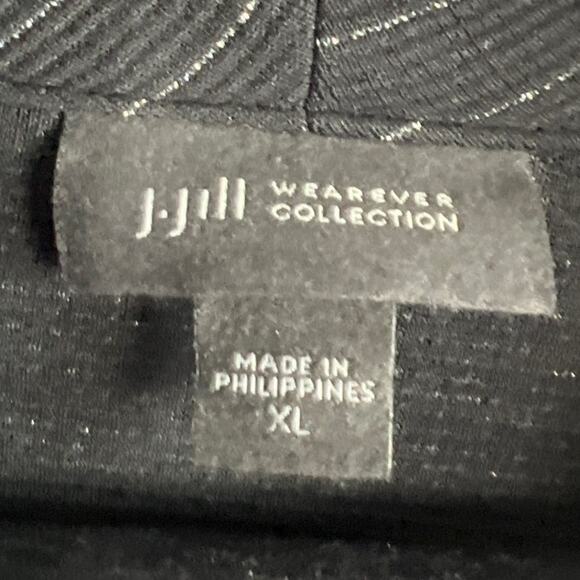 J.Jill WEAREVER
COLLECTION
MADE IN
PHILIPPINES
XL